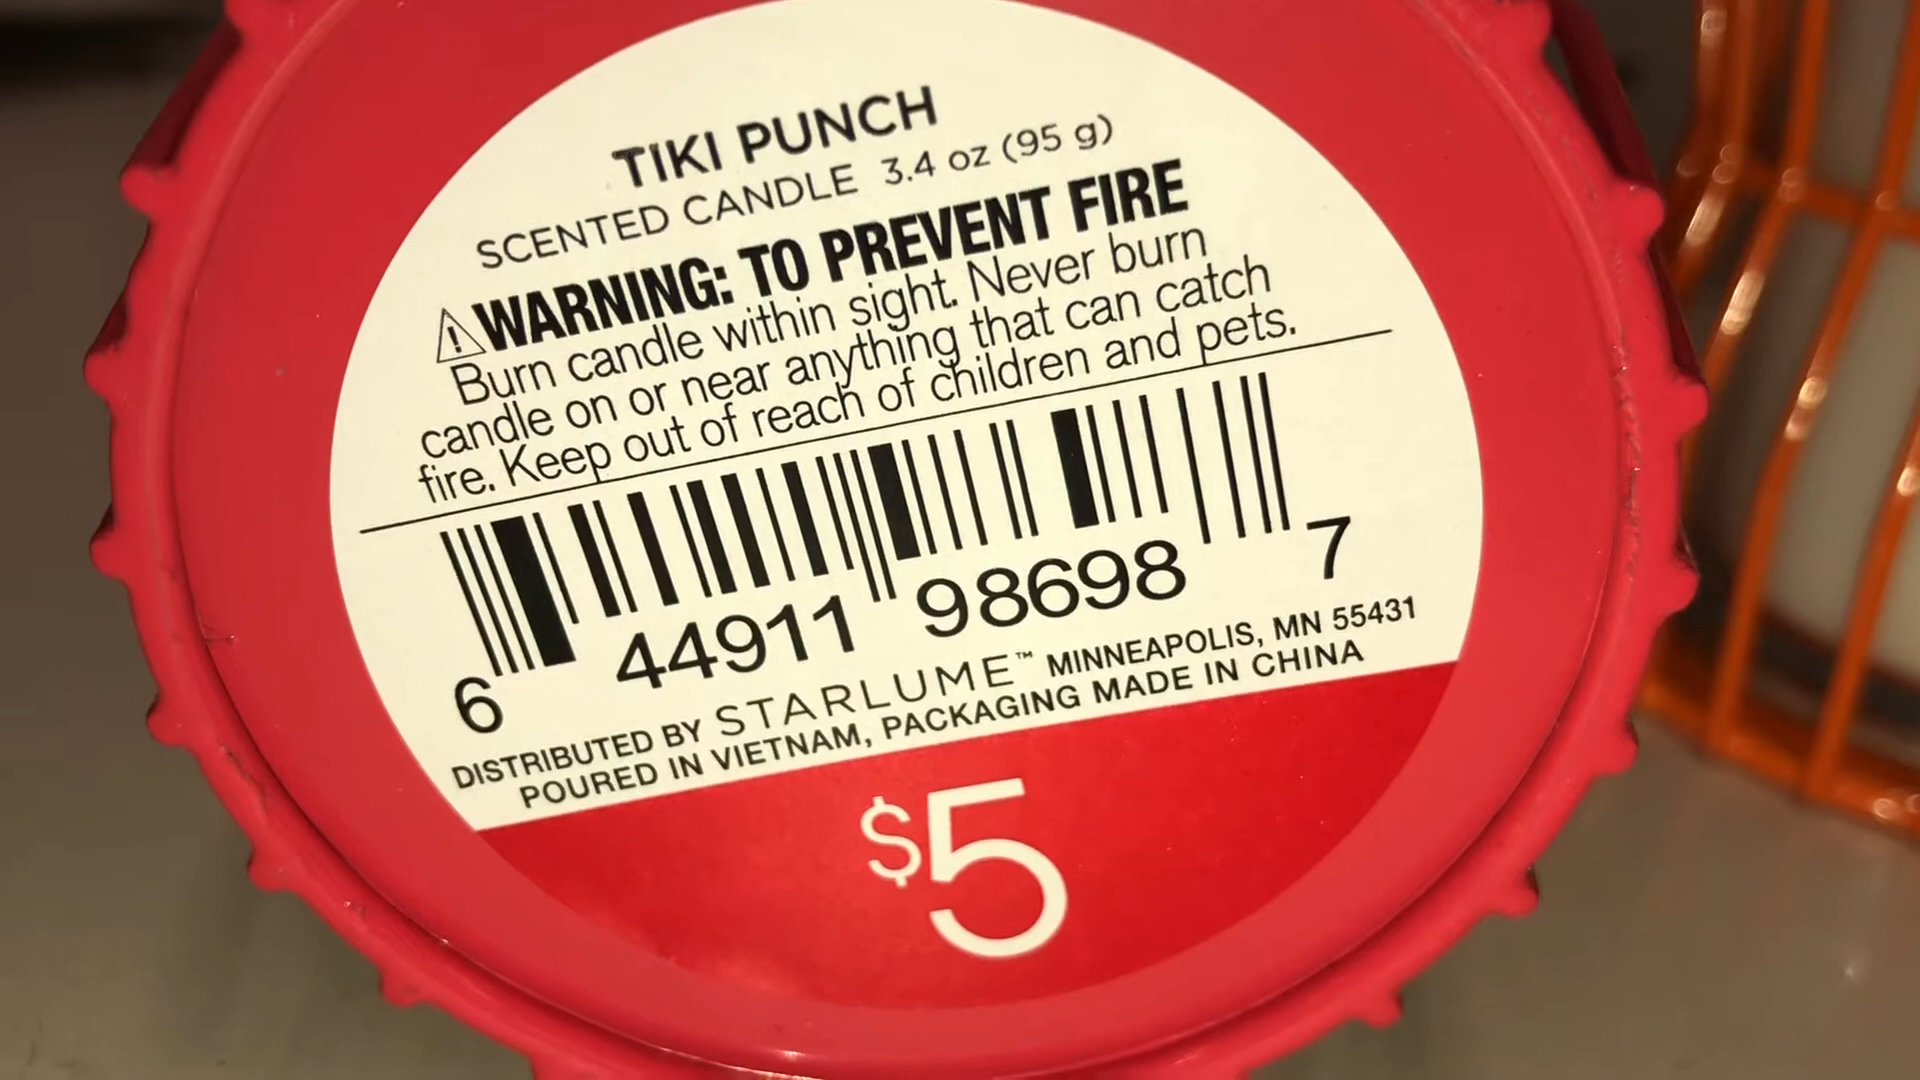 TIKI PUNCH
SCENTED CANDLE 3.4 oz (95 g)
⚠WARNING: TO PREVENT FIRE
Burn candle within sight. Never burn
candle on or near anything that can catch
fire. Keep out of reach of children and pets.
6 44911 98698 7
DISTRIBUTED BY STARLUME™ MINNEAPOLIS, MN 55431
POURED IN VIETNAM, PACKAGING MADE IN CHINA
$5